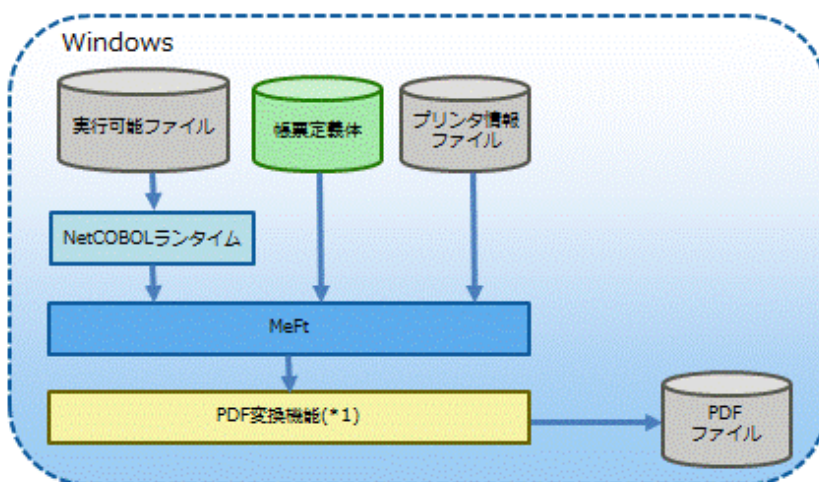 Windows
実行可能ファイル
帳票定義体
プリンタ情報
ファイル
NetCOBOLランタイム
MeFt
PDF変換機能(*1)
PDF
ファイル